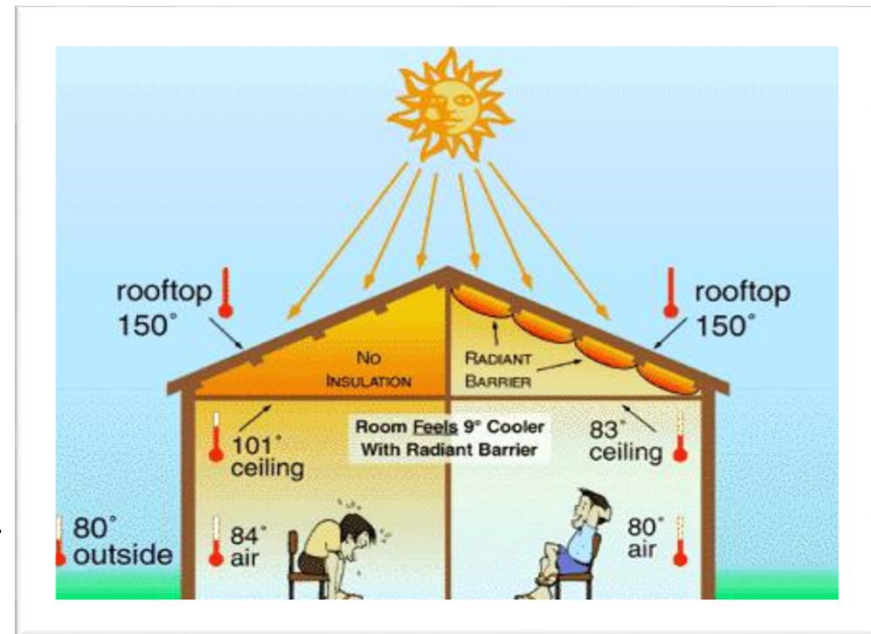 rooftop
150°
rooftop
150°
No
Insulation
Radiant
Barrier
Room Feels 9° Cooler
With Radiant Barrier
101°
ceiling
83°
ceiling
80°
outside
84°
air
80°
air